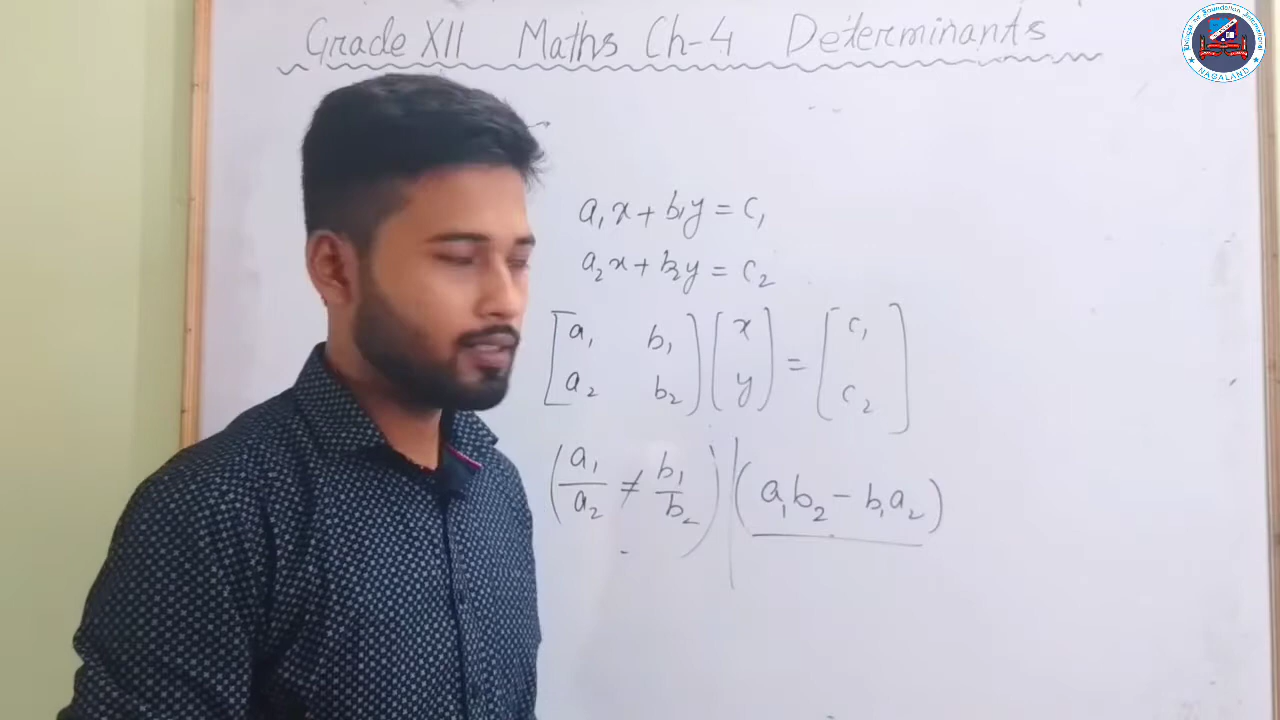 Grade XII Maths Ch-4 Determinants
a₁x + b₁y = c₁
a₂x + b₂y = c₂
[a₁ b₁] [x] = [c₁]
[a₂ b₂] [y] [c₂]
(a₁/a₂ ≠ b₁/b₂) | (a₁b₂ - b₁a₂)
NAGALAND